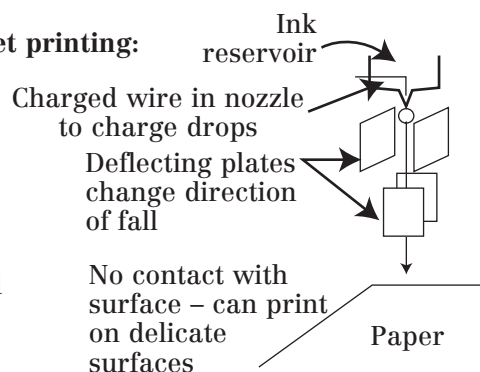 et printing:
Ink
reservoir
Charged wire in nozzle
to charge drops
Deflecting plates
change direction
of fall
No contact with
surface – can print
on delicate
surfaces
Paper